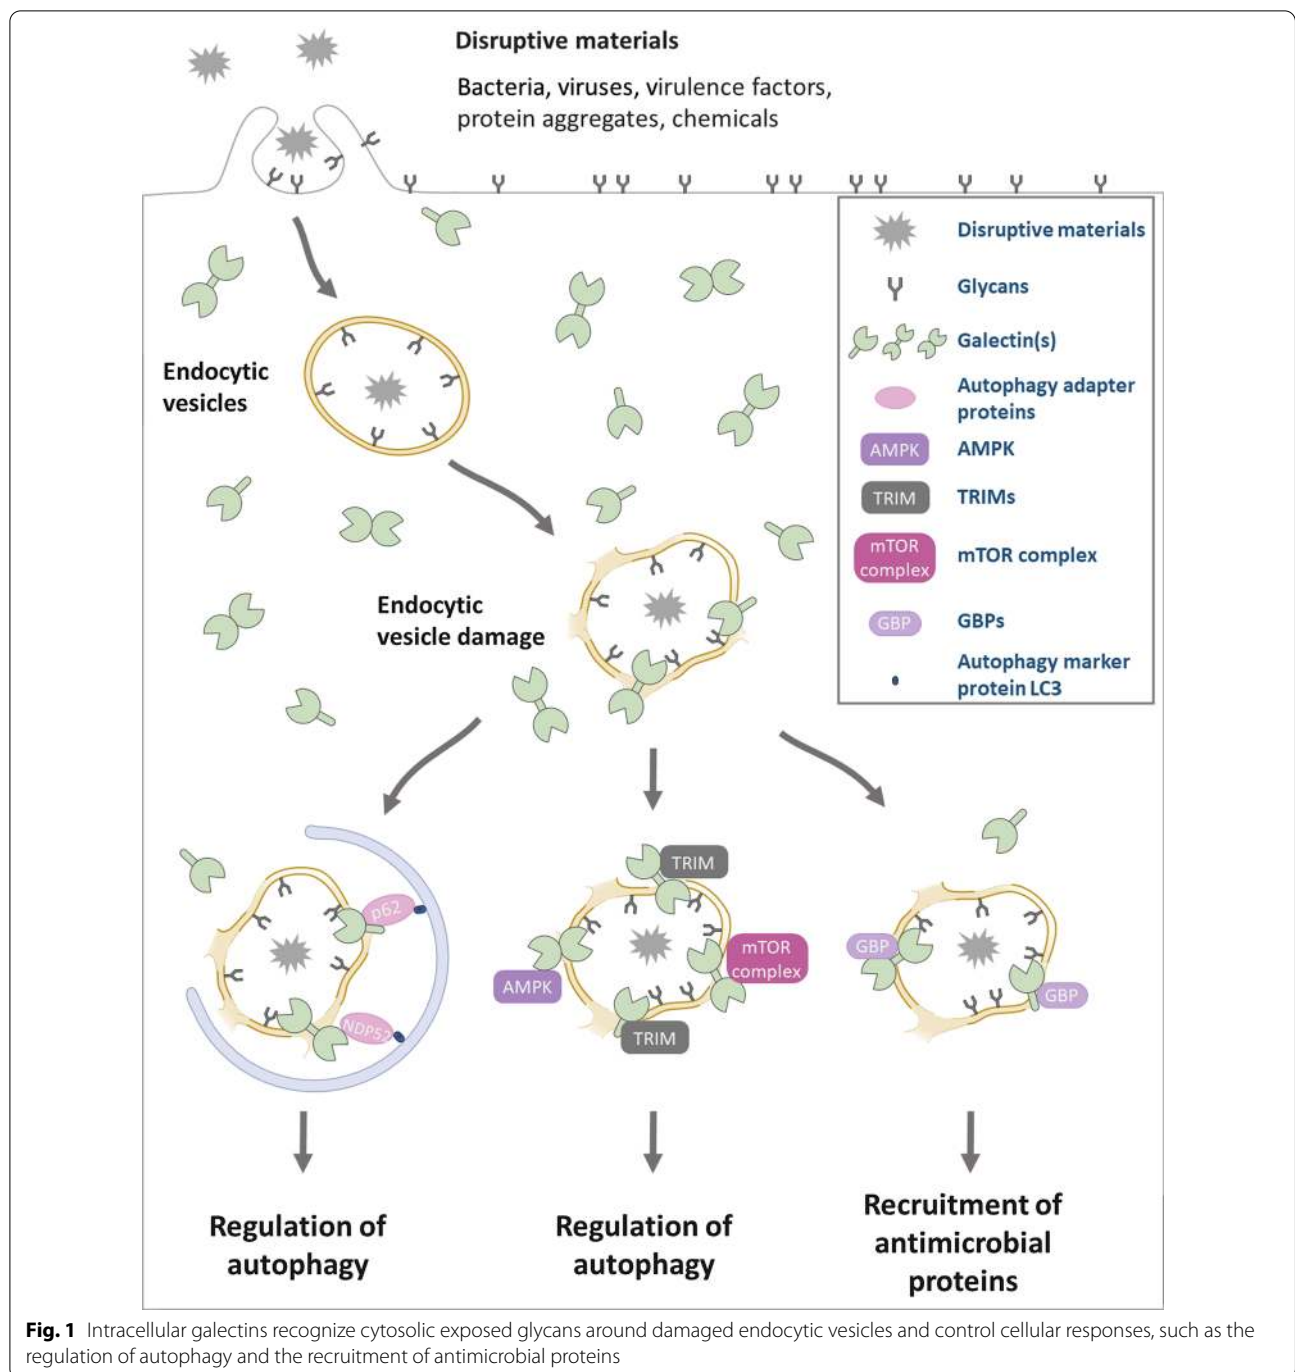 Disruptive materials
Bacteria, viruses, virulence factors,
protein aggregates, chemicals
Disruptive materials
Glycans
Galectin(s)
Autophagy adapter
proteins
AMPK
AMPK
TRIM
TRIMs
mTOR
complex
mTOR complex
GBP
GBPs
Autophagy marker
protein LC3
Endocytic
vesicles
Endocytic
vesicle damage
p62
NDP52
TRIM
mTOR
complex
AMPK
TRIM
GBP
GBP
Regulation of
autophagy
Regulation of
autophagy
Recruitment of
antimicrobial
proteins
Fig. 1 Intracellular galectins recognize cytosolic exposed glycans around damaged endocytic vesicles and control cellular responses, such as the
regulation of autophagy and the recruitment of antimicrobial proteins